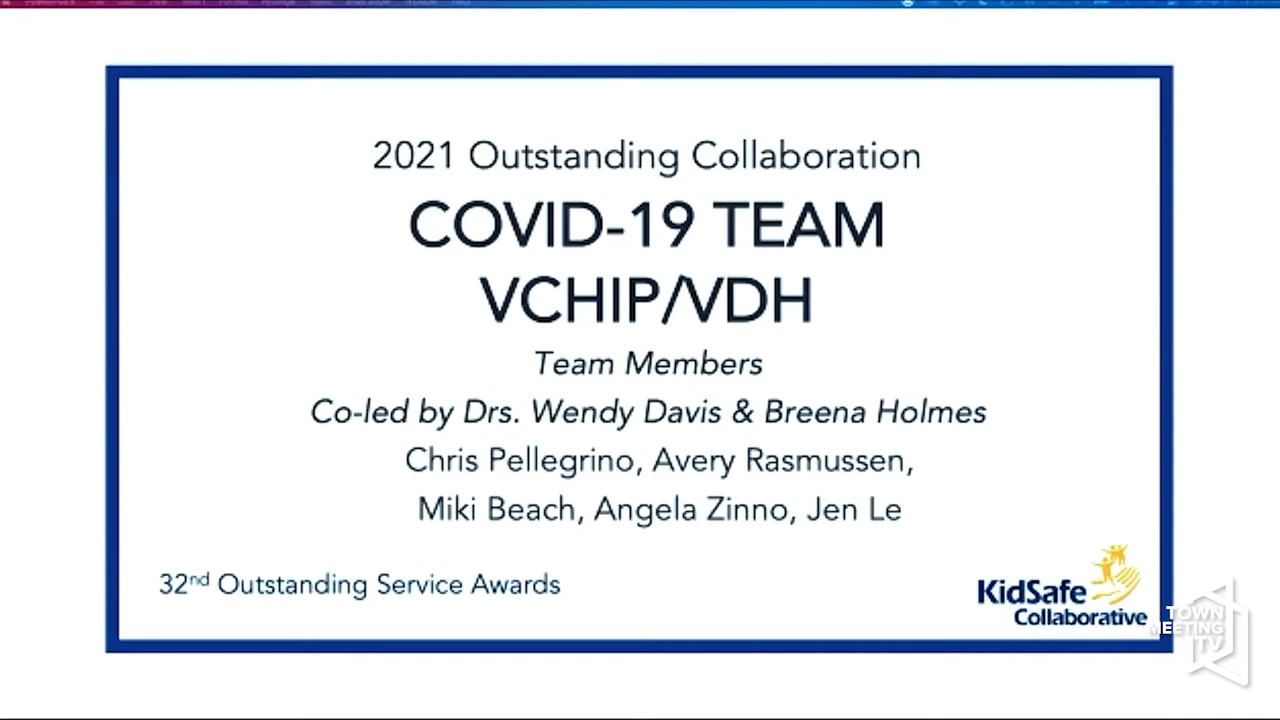 2021 Outstanding Collaboration
COVID-19 TEAM
VCHIP/VDH
Team Members
Co-led by Drs. Wendy Davis & Breena Holmes
Chris Pellegrino, Avery Rasmussen,
Miki Beach, Angela Zinno, Jen Le
32nd Outstanding Service Awards
KidSafe
Collaborative
TOWN
MEETING
TV